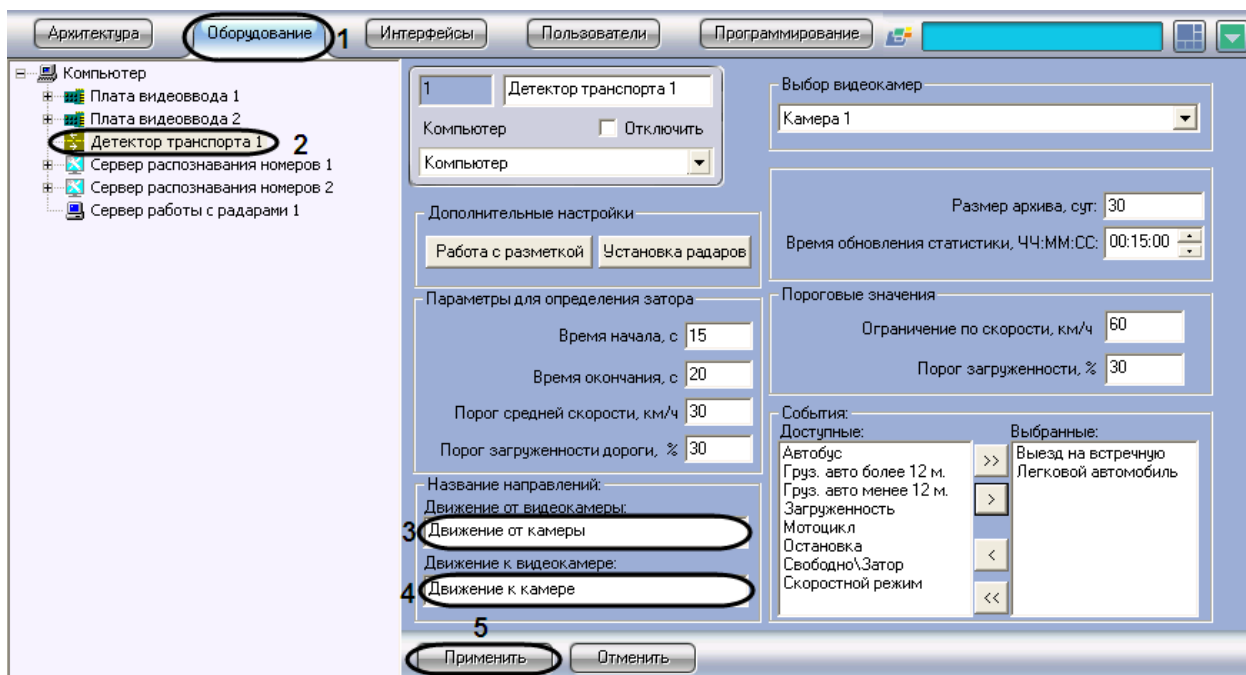 Архитектура Оборудование 1 Интерфейсы Пользователи Программирование
Компьютер
Плата видеоввода 1
Плата видеоввода 2
Детектор транспорта 1 2
Сервер распознавания номеров 1
Сервер распознавания номеров 2
Сервер работы с радарами 1
1 Детектор транспорта 1
Компьютер Отключить
Компьютер
Дополнительные настройки
Работа с разметкой Установка радаров
Параметры для определения затора
Время начала, с 15
Время окончания, с 20
Порог средней скорости, км/ч 30
Порог загруженности дороги, % 30
Название направлений:
Движение от видеокамеры:
3 Движение от камеры
Движение к видеокамере:
4 Движение к камере
Выбор видеокамер
Камера 1
Размер архива, сут: 30
Время обновления статистики, ЧЧ:ММ:СС: 00:15:00
Пороговые значения
Ограничение по скорости, км/ч 60
Порог загруженности, % 30
События:
Доступные:
Автобус
Груз. авто более 12 м.
Груз. авто менее 12 м.
Загруженность
Мотоцикл
Остановка
Свободно\Затор
Скоростной режим
>>
>
<
<<
Выбранные:
Выезд на встречную
Легковой автомобиль
5
Применить Отменить